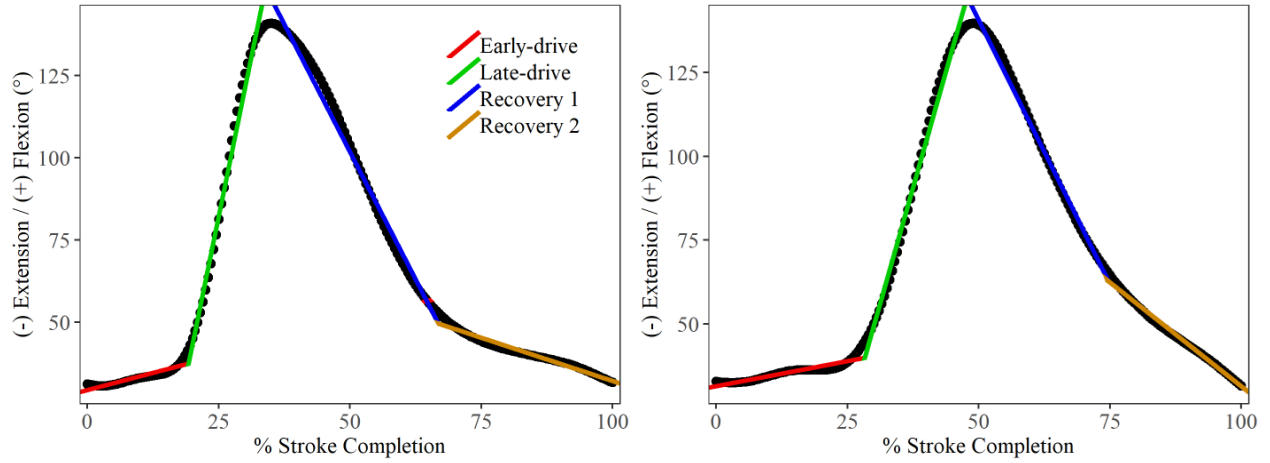 (-) Extension / (+) Flexion (°)
125
100
75
50
0
25
50
75
100
% Stroke Completion
Early-drive
Late-drive
Recovery 1
Recovery 2
(-) Extension / (+) Flexion (°)
125
100
75
50
0
25
50
75
100
% Stroke Completion